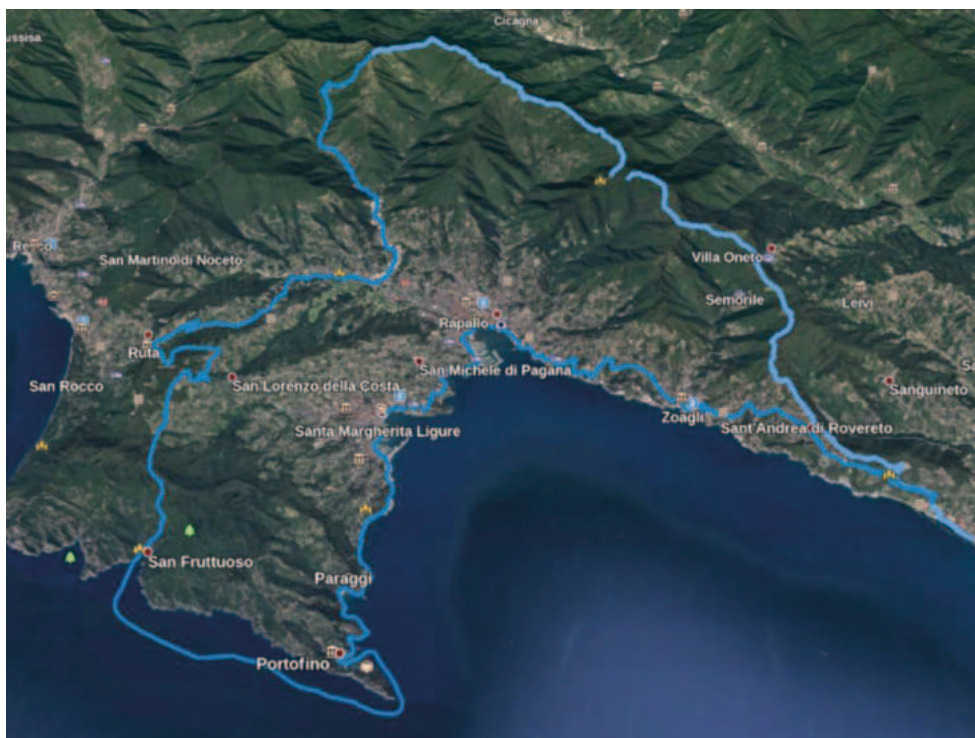 Cicagna
ussisa
San Martino di Noceto
Villa Oneto
Semorile
Leivi
Rapallo
Ruta
San Michele di Pagana
San Rocco
San Lorenzo della Costa
Sanguineto
Zoagli
Sant'Andrea di Rovereto
Santa Margherita Ligure
San Fruttuoso
Paraggi
Portofino